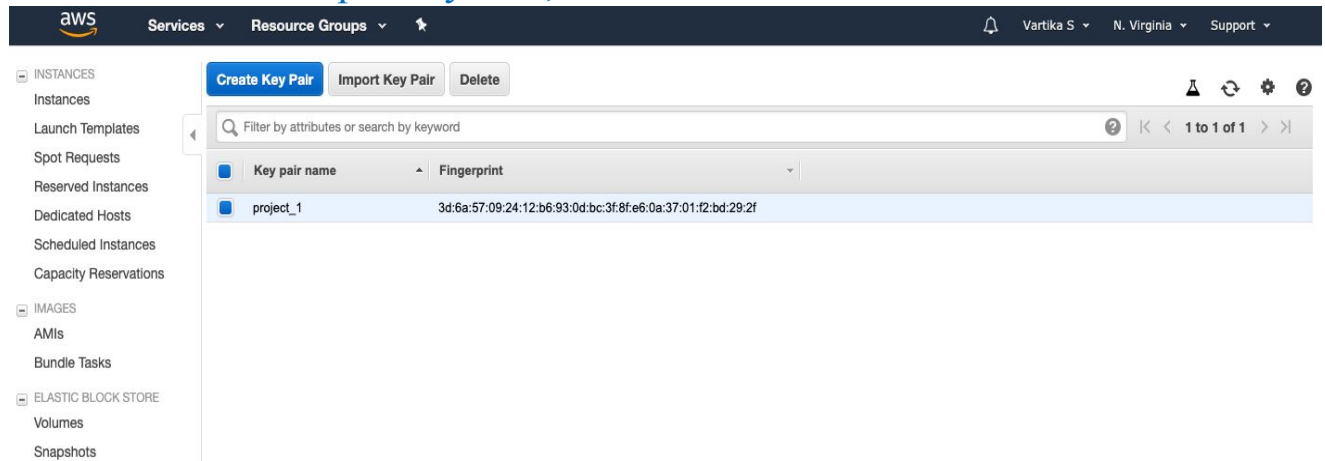 aws Services Resource Groups Vartika S N. Virginia Support
INSTANCES
Instances
Launch Templates
Spot Requests
Reserved Instances
Dedicated Hosts
Scheduled Instances
Capacity Reservations
IMAGES
AMIs
Bundle Tasks
ELASTIC BLOCK STORE
Volumes
Snapshots
Create Key Pair Import Key Pair Delete
Filter by attributes or search by keyword 1 to 1 of 1
Key pair name Fingerprint
project_1 3d:6a:57:09:24:12:b6:93:0d:bc:3f:8f:e6:0a:37:01:f2:bd:29:2f